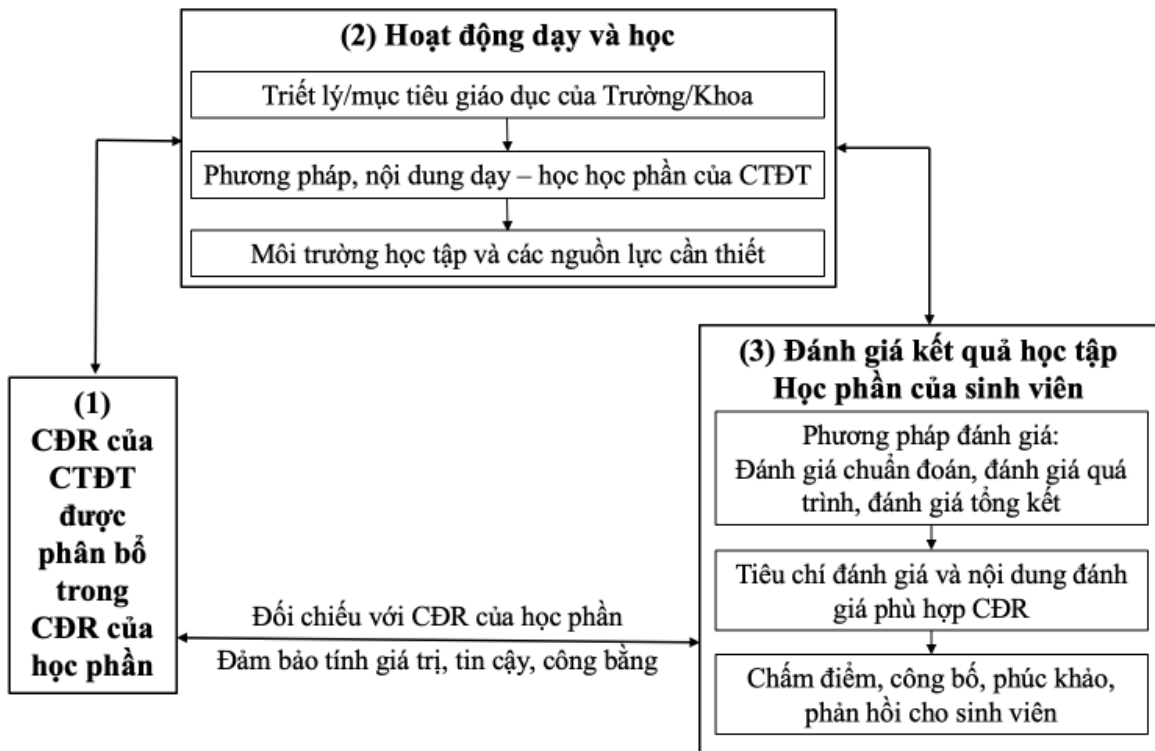 (2) Hoạt động dạy và học
Triết lý/mục tiêu giáo dục của Trường/Khoa
Phương pháp, nội dung dạy – học học phần của CTĐT
Môi trường học tập và các nguồn lực cần thiết
(1)
CĐR của
CTĐT
được
phân bổ
trong
CĐR của
học phần
Đối chiếu với CĐR của học phần
Đảm bảo tính giá trị, tin cậy, công bằng
(3) Đánh giá kết quả học tập
Học phần của sinh viên
Phương pháp đánh giá:
Đánh giá chuẩn đoán, đánh giá quá
trình, đánh giá tổng kết
Tiêu chí đánh giá và nội dung đánh
giá phù hợp CĐR
Chấm điểm, công bố, phúc khảo,
phản hồi cho sinh viên